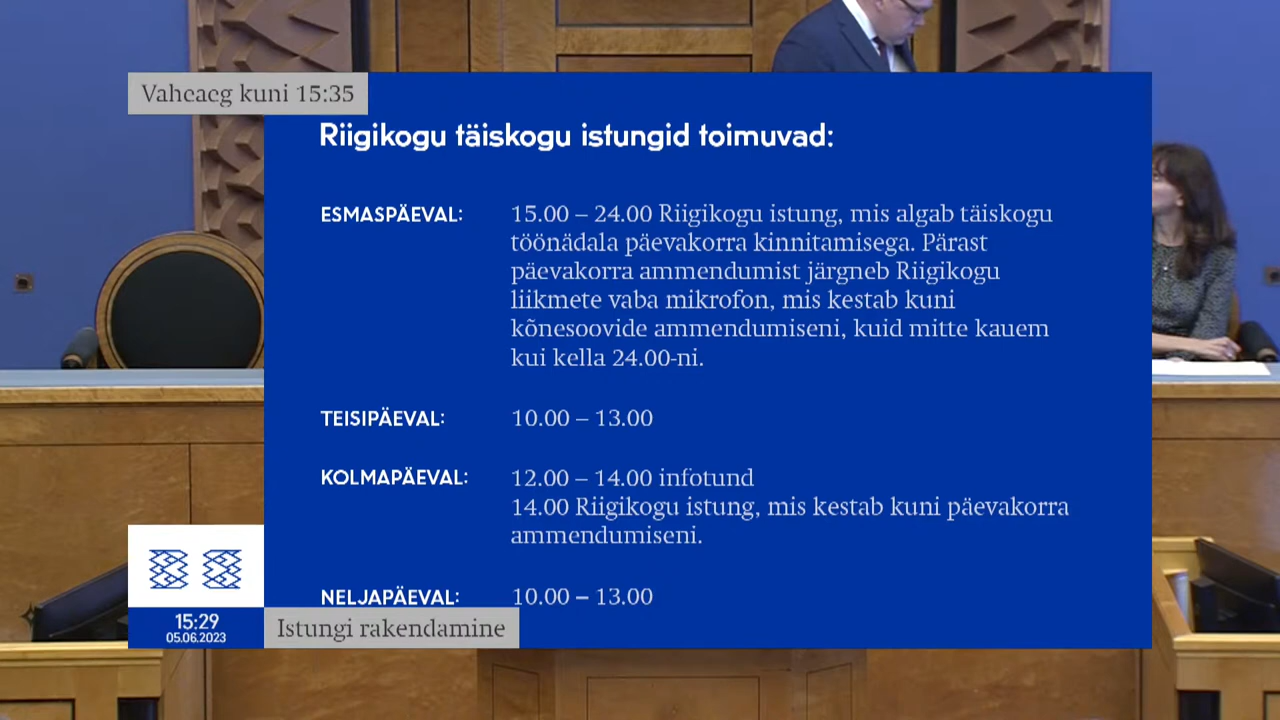 Vaheaeg kuni 15:35
Riigikogu täiskogu istungid toimuvad:
ESMASPÄEVAL:
15.00 – 24.00 Riigikogu istung, mis algab täiskogu
töönädala päevakorra kinnitamisega. Pärast
päevakorra ammendumist järgneb Riigikogu
liikmete vaba mikrofon, mis kestab kuni
kõnesoovide ammendumiseni, kuid mitte kauem
kui kella 24.00-ni.
TEISIPÄEVAL:
10.00 – 13.00
KOLMAPÄEVAL:
12.00 – 14.00 infotund
14.00 Riigikogu istung, mis kestab kuni päevakorra
ammendumiseni.
NELJAPÄEVAL:
10.00 – 13.00
15:29
05.06.2023
Istungi rakendamine